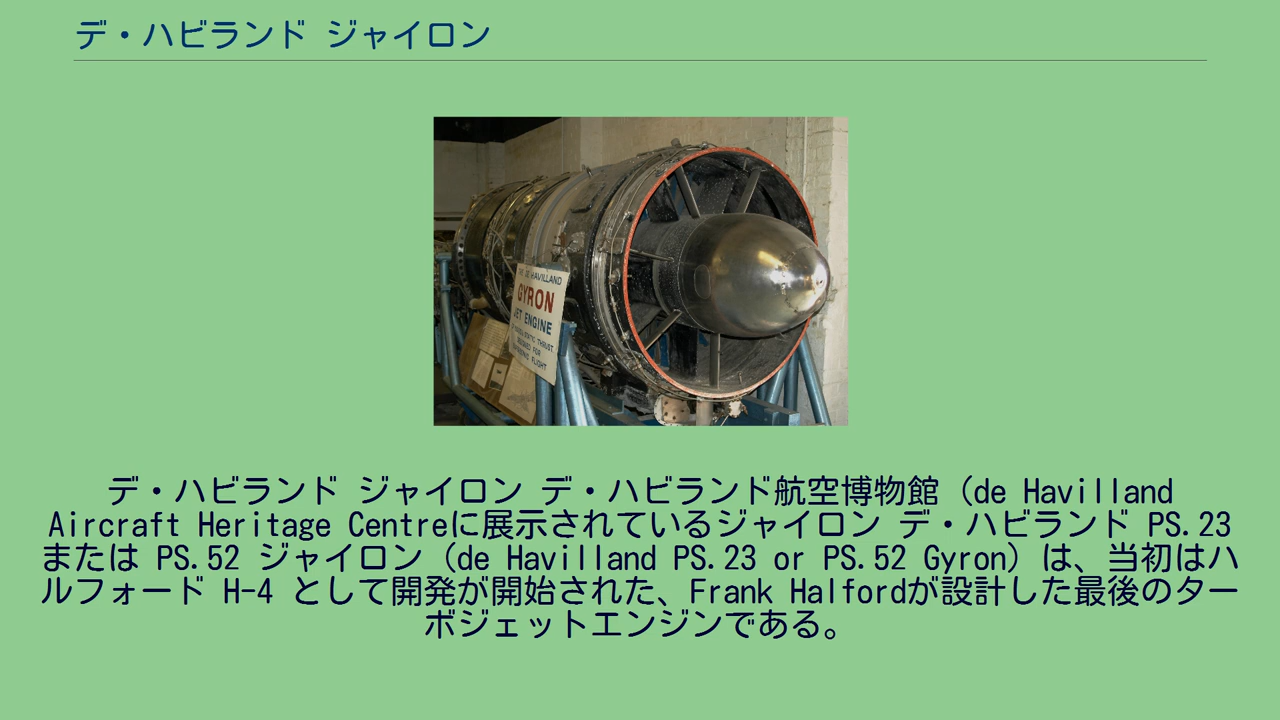 デ・ハビランド ジャイロン
DE HAVILLAND
GYRON
JET ENGINE
STATIC THRUST
DESIGNED FOR
FLIGHT
デ・ハビランド ジャイロン デ・ハビランド航空博物館（de Havilland
Aircraft Heritage Centreに展示されているジャイロン デ・ハビランド PS.23
または PS.52 ジャイロン（de Havilland PS.23 or PS.52 Gyron）は、当初はハ
ルフォード H-4 として開発が開始された、Frank Halfordが設計した最後のター
ボジェットエンジンである。